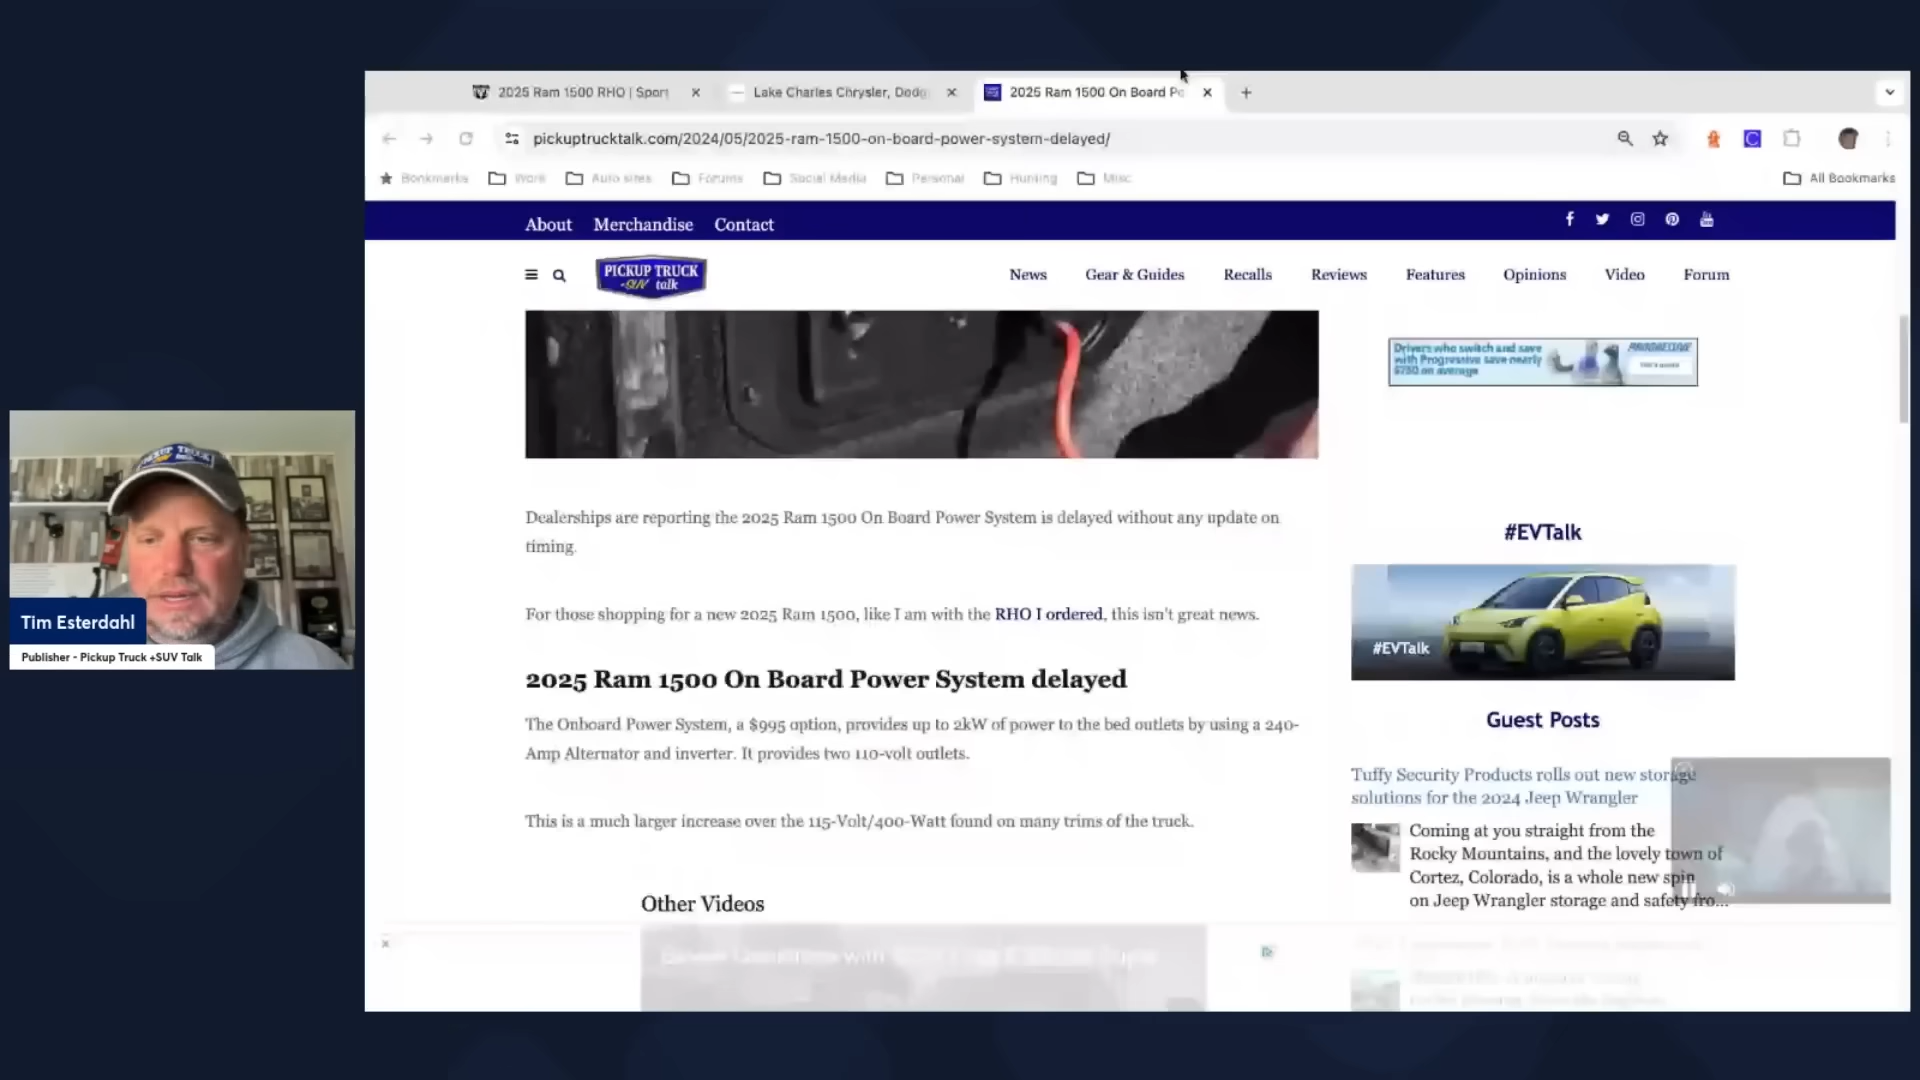 2025 Ram 1500 RHO | Sport
Lake Charles Chrysler, Dodg
2025 Ram 1500 On Board Po
pickuptrucktalk.com/2024/05/2025-ram-1500-on-board-power-system-delayed/
Bookmarks Work Auto sites Forums Social Media Personal Hunting Misc All Bookmarks
About Merchandise Contact
PICKUP TRUCK
+SUV talk
News Gear & Guides Recalls Reviews Features Opinions Video Forum
Drivers who switch and save
with Progressive save nearly
$750 on average
PROGRESSIVE
Dealerships are reporting the 2025 Ram 1500 On Board Power System is delayed without any update on
timing.
For those shopping for a new 2025 Ram 1500, like I am with the RHO I ordered, this isn't great news.
2025 Ram 1500 On Board Power System delayed
The Onboard Power System, a $995 option, provides up to 2kW of power to the bed outlets by using a 240-
Amp Alternator and inverter. It provides two 110-volt outlets.
This is a much larger increase over the 115-Volt/400-Watt found on many trims of the truck.
Other Videos
#EVTalk
#EVTalk
Guest Posts
Tuffy Security Products rolls out new storage
solutions for the 2024 Jeep Wrangler
Coming at you straight from the
Rocky Mountains, and the lovely town of
Cortez, Colorado, is a whole new spin
on Jeep Wrangler storage and safety fro...
PICKUP TRUCK
Tim Esterdahl
Publisher - Pickup Truck +SUV Talk